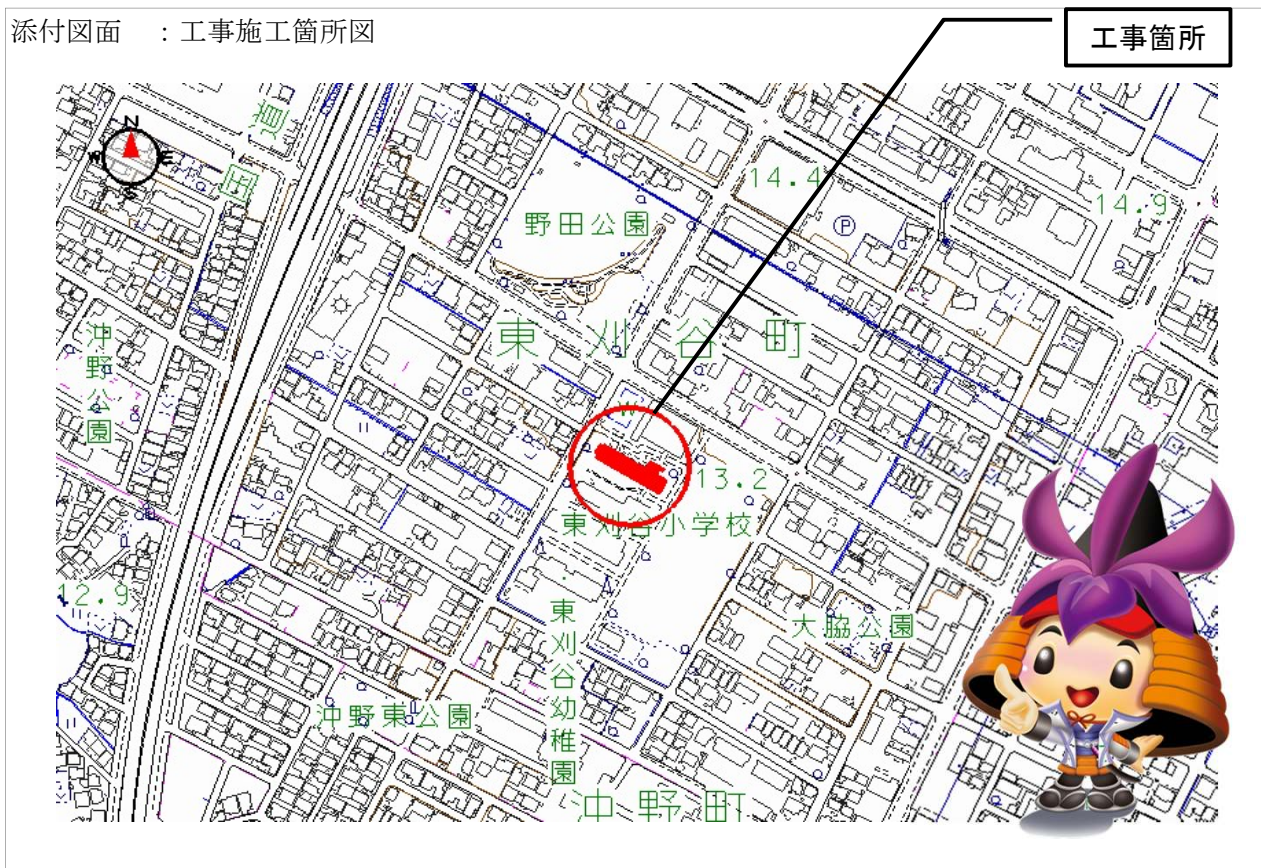 添付図面 ：工事施工箇所図
工事箇所
N
W
E
S
国道
14.4
14.9
野田公園
P
東刈谷町
沖野公園
13.2
東刈谷小学校
12.9
東刈谷幼稚園
大脇公園
沖野東公園
沖野町